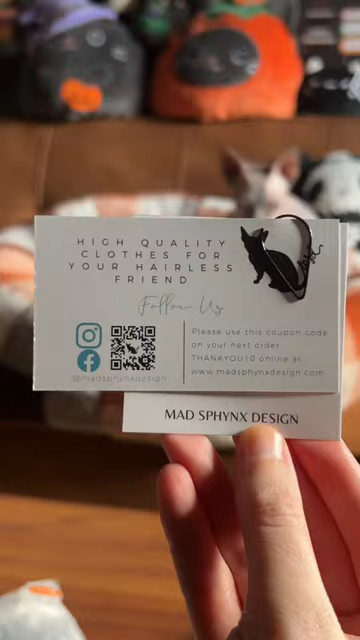 HIGH QUALITY
CLOTHES FOR
YOUR HAIRLESS
FRIEND
Follow Us
@madsphynxdesign
Please use this coupon code
on your next order
THANKYOU10 online at
www.madsphynxdesign.com
MAD SPHYNX DESIGN